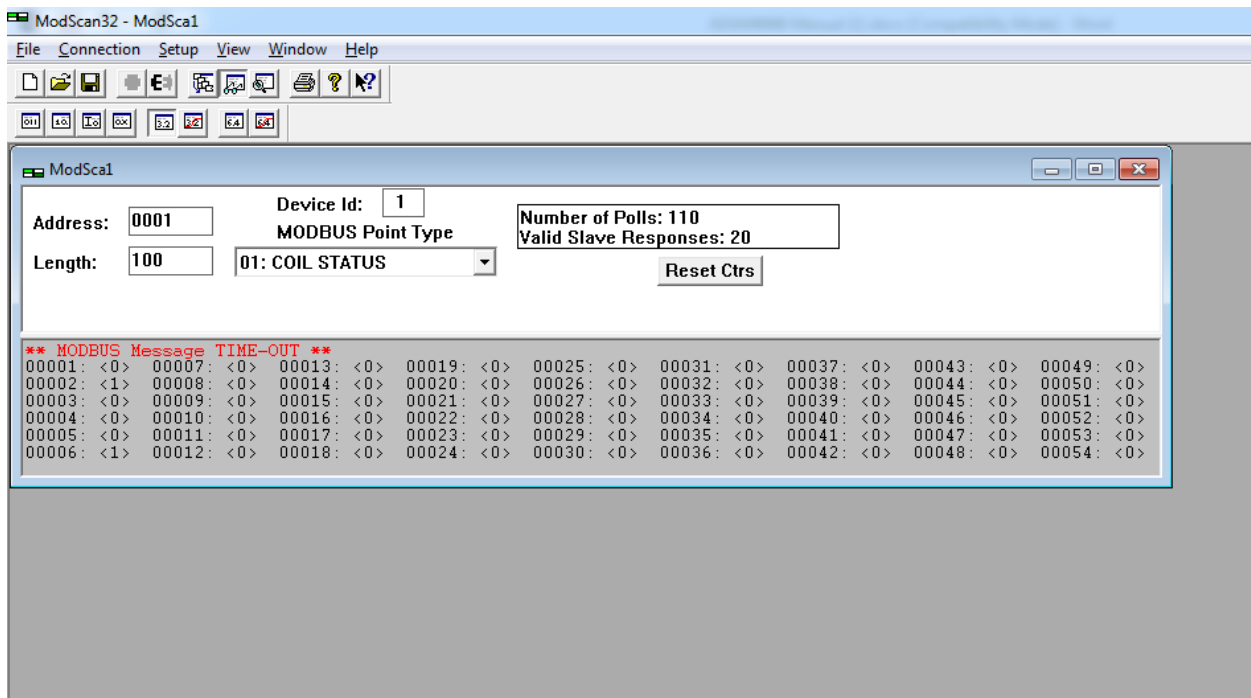 ModScan32 - ModSca1
File Connection Setup View Window Help
ModSca1
Address: 0001
Device Id: 1
MODBUS Point Type
Length: 100
01: COIL STATUS
Number of Polls: 110
Valid Slave Responses: 20
Reset Ctrs
** MODBUS Message TIME-OUT **
00001: <0> 00007: <0> 00013: <0> 00019: <0> 00025: <0> 00031: <0> 00037: <0> 00043: <0> 00049: <0>
00002: <1> 00008: <0> 00014: <0> 00020: <0> 00026: <0> 00032: <0> 00038: <0> 00044: <0> 00050: <0>
00003: <0> 00009: <0> 00015: <0> 00021: <0> 00027: <0> 00033: <0> 00039: <0> 00045: <0> 00051: <0>
00004: <0> 00010: <0> 00016: <0> 00022: <0> 00028: <0> 00034: <0> 00040: <0> 00046: <0> 00052: <0>
00005: <0> 00011: <0> 00017: <0> 00023: <0> 00029: <0> 00035: <0> 00041: <0> 00047: <0> 00053: <0>
00006: <1> 00012: <0> 00018: <0> 00024: <0> 00030: <0> 00036: <0> 00042: <0> 00048: <0> 00054: <0>